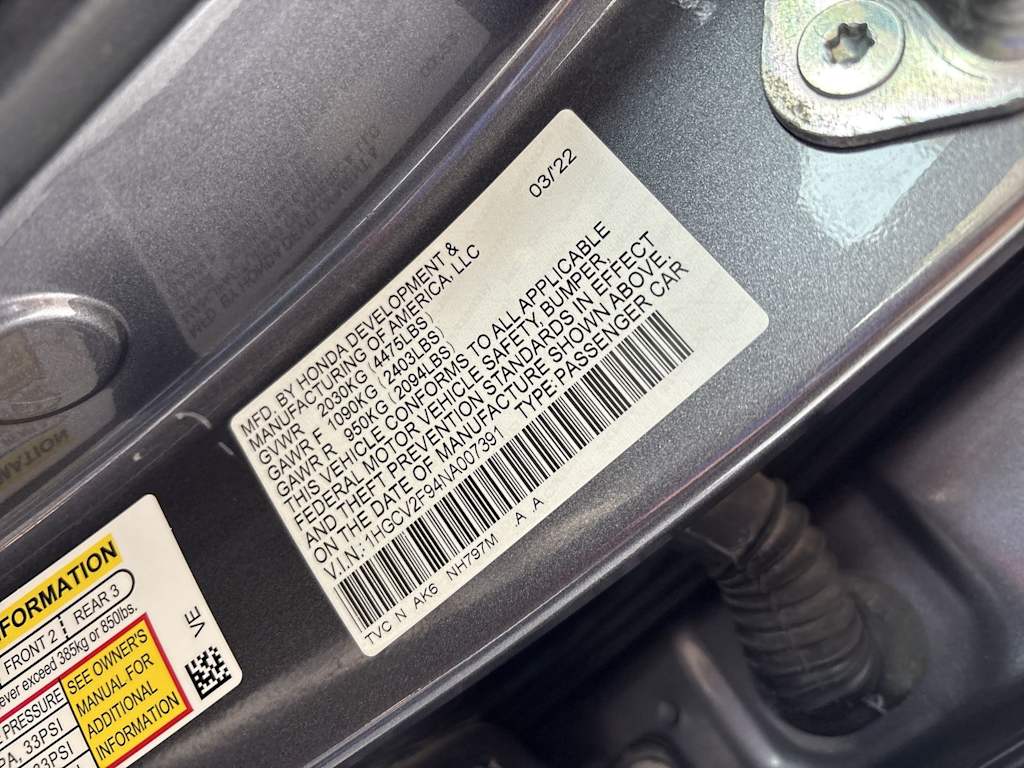 03/'22
MFD. BY HONDA DEVELOPMENT &
MANUFACTURING OF AMERICA, LLC
GVWR 2030KG ( 4475LBS)
GAWR F 1090KG ( 2403LBS)
GAWR R 950KG ( 2094LBS)
THIS VEHICLE CONFORMS TO ALL APPLICABLE
FEDERAL MOTOR VEHICLE SAFETY BUMPER,
AND THEFT PREVENTION STANDARDS IN EFFECT
ON THE DATE OF MANUFACTURE SHOWN ABOVE.
V.I.N.: 1HGCV2F94NA007391 TYPE:PASSENGER CAR
TVC N AK6 NH797M A A
FORMATION
FRONT 2 REAR 3
ever exceed 385kg or 850lbs.
PRESSURE
PA, 33PSI
33PSI
SEE OWNER'S
MANUAL FOR
ADDITIONAL
INFORMATION
VE